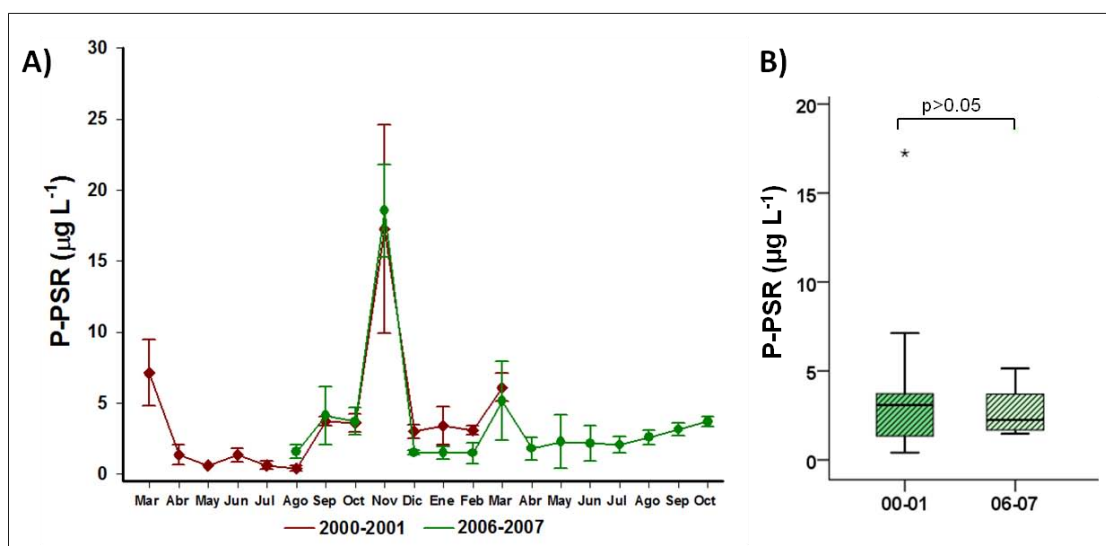 A)
30
25
20
15
10
5
0
P-PSR (µg L⁻¹)
Mar Abr May Jun Jul Ago Sep Oct Nov Dic Ene Feb Mar Abr May Jun Jul Ago Sep Oct
2000-2001 2006-2007
B)
p>0.05
20
*
15
10
5
0
P-PSR (µg L⁻¹)
00-01 06-07